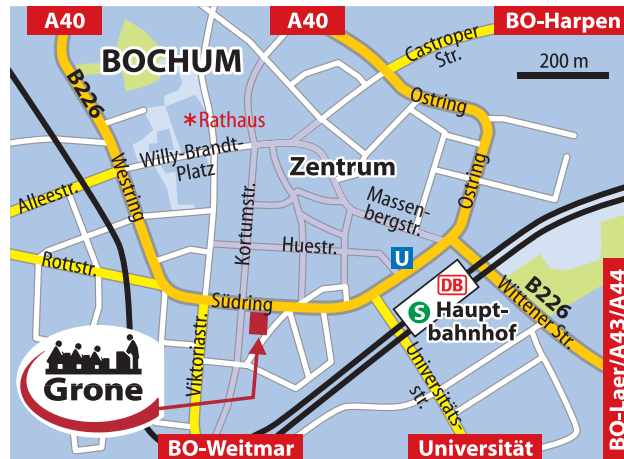 A40
A40
BO-Harpen
BOCHUM
Castroper
Str.
200 m
B226
Ostring
*Rathaus
Willy-Brandt-
Platz
Zentrum
Ostring
Westring
Alleestr.
Massen-
bergstr.
Kortumstr.
Huestr.
U
Rottstr.
DB
B226
Südring
S Haupt-
bahnhof
Wittener Str.
BO-Laer/A43/A44
Viktoriastr.
Universitäts-
str.
Grone
BO-Weitmar
Universität